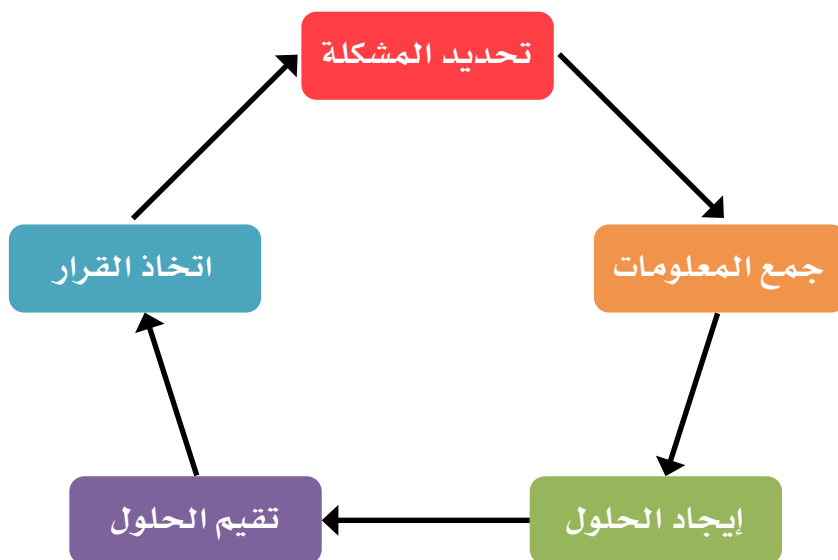 تحديد المشكلة
جمع المعلومات
إيجاد الحلول
تقيم الحلول
اتخاذ القرار